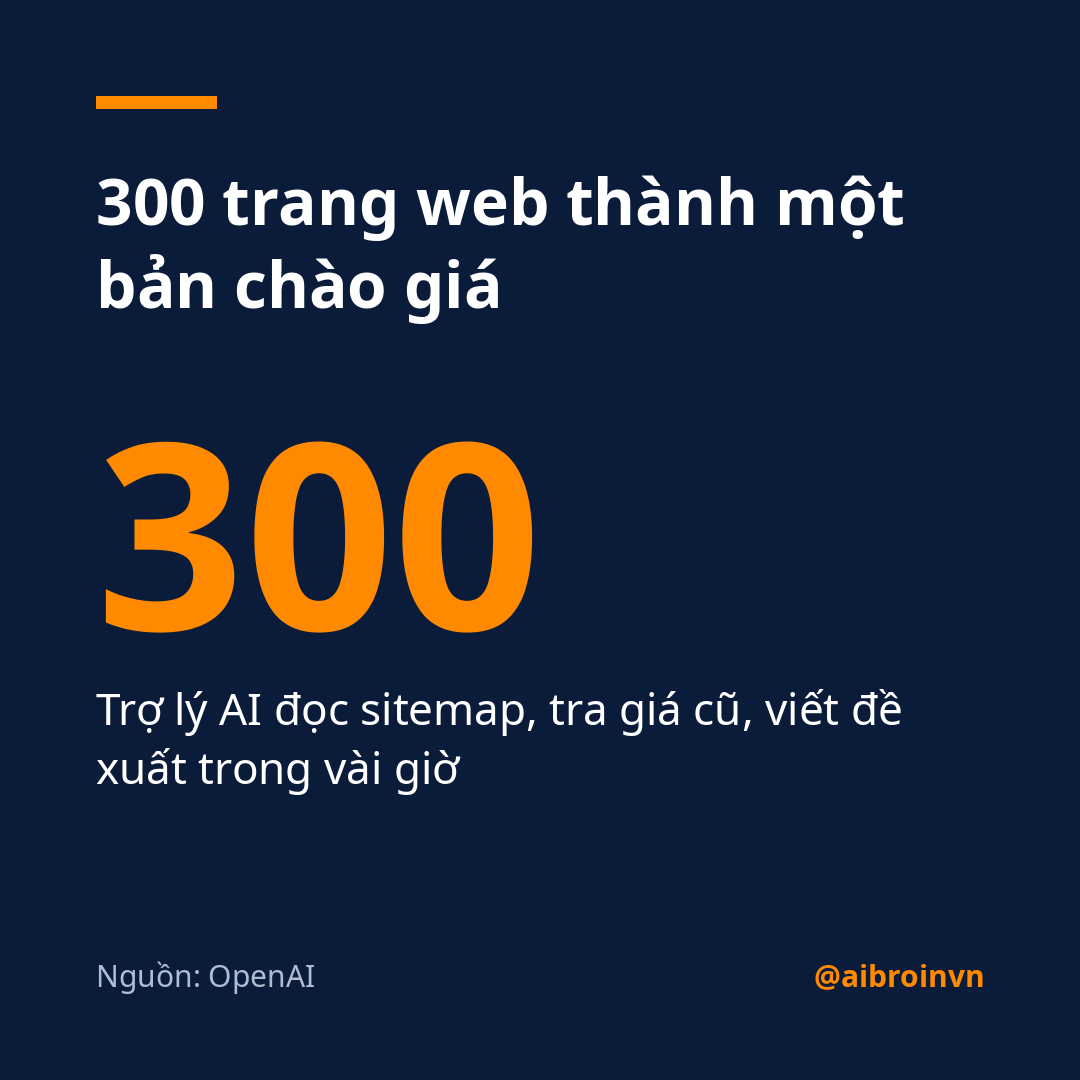 300 trang web thành một
bản chào giá
300
Trợ lý AI đọc sitemap, tra giá cũ, viết đề
xuất trong vài giờ
Nguồn: OpenAI
@aibroinvn